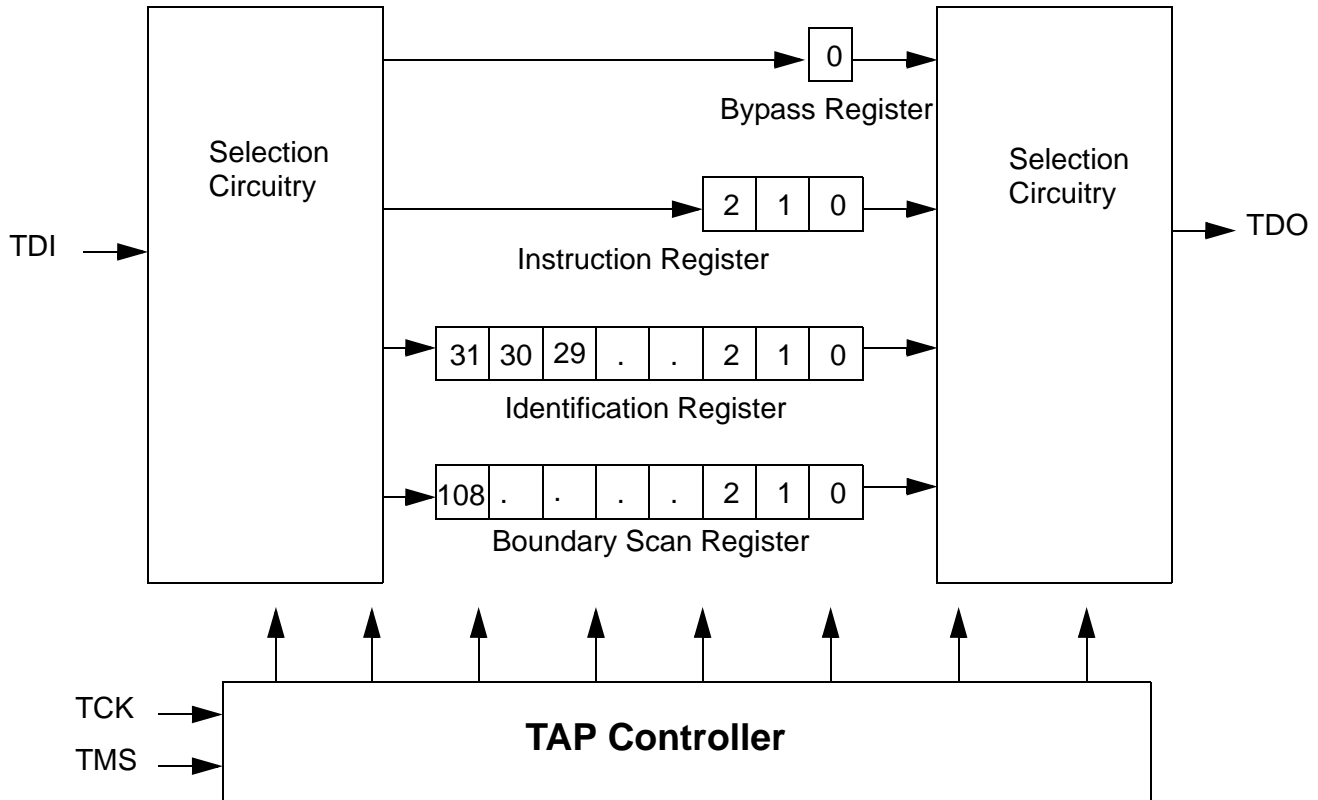 0
Bypass Register
Selection
Circuitry
Selection
Circuitry
2 1 0
TDI
TDO
Instruction Register
31 30 29 . . 2 1 0
Identification Register
108 . . . . 2 1 0
Boundary Scan Register
TCK
TAP Controller
TMS